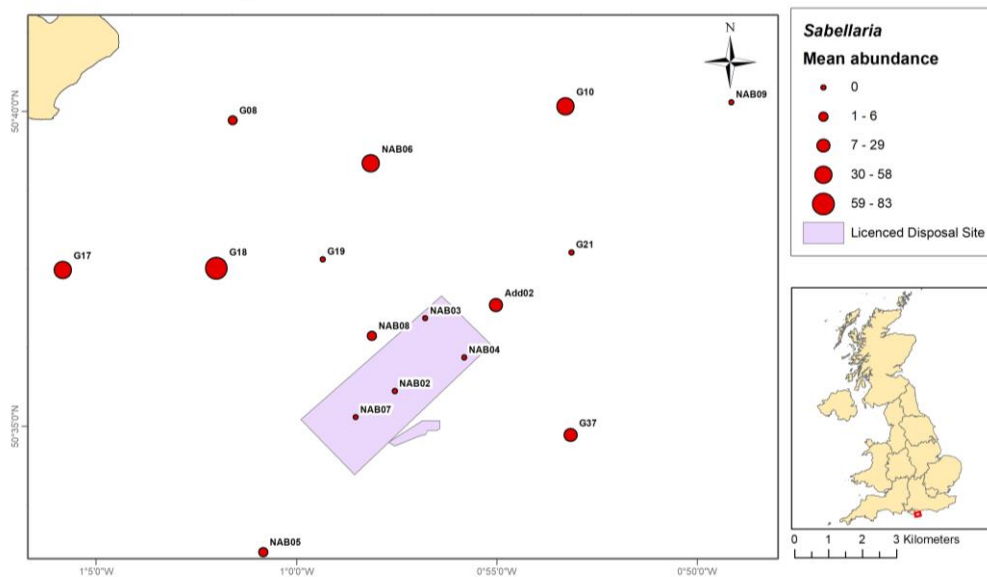 N
G10
NAB09
G08
NAB06
G17
G18
G19
G21
Add02
NAB03
NAB08
NAB04
NAB02
NAB07
G37
NAB05
50°40'0"N
50°35'0"N
1°5'0"W
1°0'0"W
0°55'0"W
0°50'0"W
Sabellaria
Mean abundance
0
1 - 6
7 - 29
30 - 58
59 - 83
Licenced Disposal Site
0 1 2 3 Kilometers